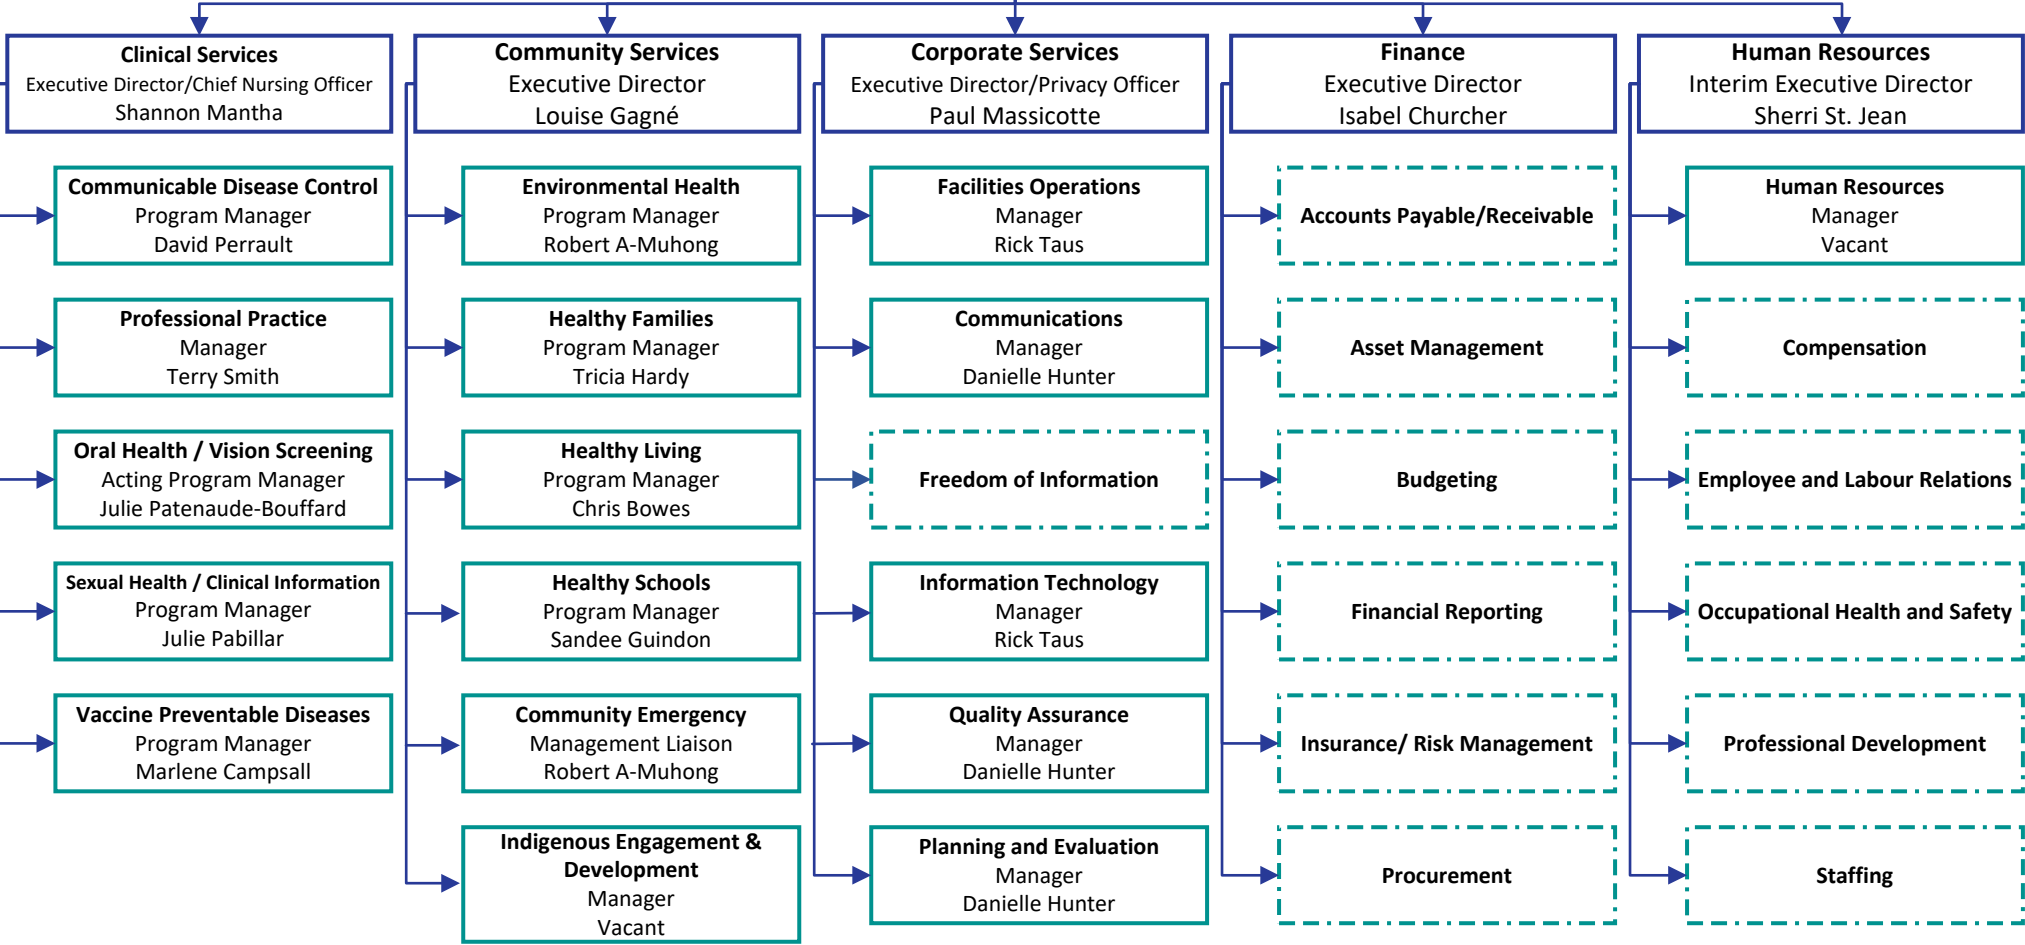 Clinical Services
Executive Director/Chief Nursing Officer
Shannon Mantha
Communicable Disease Control
Program Manager
David Perrault
Professional Practice
Manager
Terry Smith
Oral Health / Vision Screening
Acting Program Manager
Julie Patenaude-Bouffard
Sexual Health / Clinical Information
Program Manager
Julie Pabillar
Vaccine Preventable Diseases
Program Manager
Marlene Campsall
Community Services
Executive Director
Louise Gagné
Environmental Health
Program Manager
Robert A-Muhong
Healthy Families
Program Manager
Tricia Hardy
Healthy Living
Program Manager
Chris Bowes
Healthy Schools
Program Manager
Sandee Guindon
Community Emergency
Management Liaison
Robert A-Muhong
Indigenous Engagement &
Development
Manager
Vacant
Corporate Services
Executive Director/Privacy Officer
Paul Massicotte
Facilities Operations
Manager
Rick Taus
Communications
Manager
Danielle Hunter
Freedom of Information
Information Technology
Manager
Rick Taus
Quality Assurance
Manager
Danielle Hunter
Planning and Evaluation
Manager
Danielle Hunter
Finance
Executive Director
Isabel Churcher
Accounts Payable/Receivable
Asset Management
Budgeting
Financial Reporting
Insurance/ Risk Management
Procurement
Human Resources
Interim Executive Director
Sherri St. Jean
Human Resources
Manager
Vacant
Compensation
Employee and Labour Relations
Occupational Health and Safety
Professional Development
Staffing